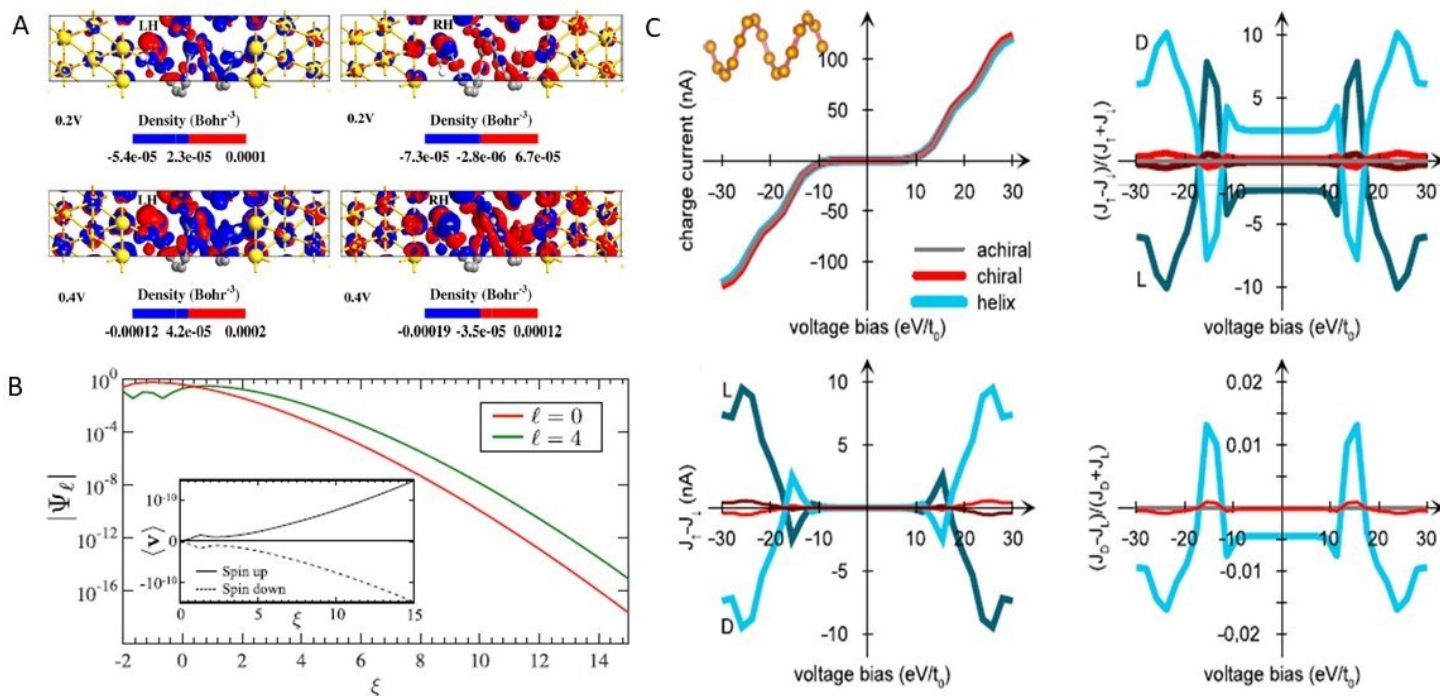 A
LH
0.2V
Density (Bohr⁻³)
-5.4e-05 2.3e-05 0.0001
RH
0.2V
Density (Bohr⁻³)
-7.3e-05 -2.8e-06 6.7e-05
LH
0.4V
Density (Bohr⁻³)
-0.00012 4.2e-05 0.0002
RH
0.4V
Density (Bohr⁻³)
-0.00019 -3.5e-05 0.00012
B
|Ψℓ|
10⁰
10⁻⁴
10⁻⁸
10⁻¹²
10⁻¹⁶
ℓ = 0
ℓ = 4
⟨v⟩
10⁻¹⁰
0
-10⁻¹⁰
Spin up
Spin down
0 5 10 15
ξ
-2 0 2 4 6 8 10 12 14
ξ
C
charge current (nA)
100
50
-30 -20 -10 10 20 30
-50
-100
achiral
chiral
helix
voltage bias (eV/t₀)
D
L
(J↑-J↓)/(J↑+J↓)
10
5
-30 -20 -10 10 20 30
-5
-10
voltage bias (eV/t₀)
L
D
J↑-J↓ (nA)
10
5
-30 -20 -10 10 20 30
-5
-10
voltage bias (eV/t₀)
(J_D-J_L)/(J_D+J_L)
0.02
0.01
-30 -20 -10 10 20 30
-0.01
-0.02
voltage bias (eV/t₀)